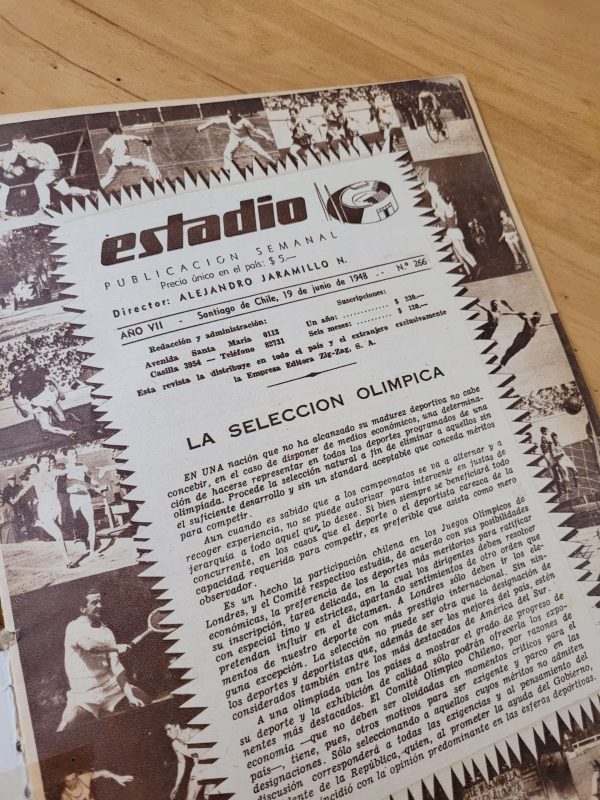 estadio
PUBLICACION SEMANAL
Precio único en el país: $ 5.—
Director: ALEJANDRO JARAMILLO N.
AÑO VII - Santiago de Chile, 19 de junio de 1948 .- N.º 266
Redacción y administración:
Avenida Santa María 0112
Casilla 3954 — Teléfono 82731
Suscripciones:
Un año: ............ $ 230.—
Seis meses: ........ $ 120.—
Esta revista la distribuye en todo el país y el extranjero exclusivamente
la Empresa Editora Zig-Zag, S. A.
LA SELECCION OLIMPICA
EN UNA nación que no ha alcanzado su madurez deportiva no cabe
concebir, en el caso de disponer de medios económicos, una determina-
ción de hacerse representar en todos los deportes programados de una
olimpíada. Procede la selección natural a fin de eliminar a aquellos sin
el suficiente desarrollo y sin un standard aceptable que conceda méritos
para competir.
Aun cuando es sabido que a los campeonatos se va a alternar y a
recoger experiencia, no se puede autorizar para intervenir en justas de
jerarquía a todo aquel que lo desee. Si bien siempre se beneficiará todo
concurrente, en los casos que el deporte o el deportista carezca de la
capacidad requerida para competir, es preferible que asista como mero
observador.
Es un hecho la participación chilena en los Juegos Olímpicos de
Londres, y el Comité respectivo estudia, de acuerdo con sus posibilidades
económicas, la preferencia de los deportes más meritorios para ratificar
su inscripción, tarea delicada, en la cual los dirigentes deben resolver
con especial tino y estrictez, apartando sentimientos de otro orden que
pretendan influir en el dictamen. A Londres sólo deben ir los ele-
mentos de nuestro deporte con más prestigio internacional. Sin nin-
guna excepción. La selección no puede ser otra que la designación de
los deportes y deportistas que, además de ser los mejores del país, estén
considerados también entre los más destacados de América del Sur.
A una olimpíada van los países a mostrar el grado de progreso de
su deporte y la exhibición de calidad sólo podrán ofrecerla los expo-
nentes más destacados. El Comité Olímpico Chileno, por razones de
economía —que no deben ser olvidadas en momentos críticos para el
país—, tiene, pues, otros motivos para ser exigente y parco en las
designaciones. Sólo seleccionando a aquellos cuyos méritos no admiten
discusión corresponderá a todas las exigencias y al pensamiento del
dente de la República, quien, al prometer la ayuda del Gobierno,
incidió con la opinión predominante en las esferas deportivas.